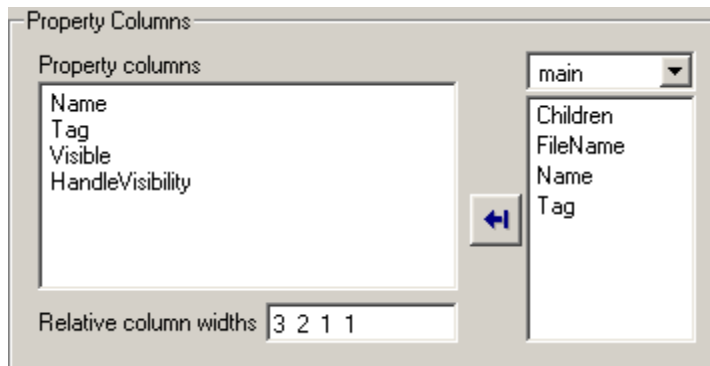 Property Columns
Property columns
Name
Tag
Visible
HandleVisibility
Relative column widths 3 2 1 1
main
Children
FileName
Name
Tag